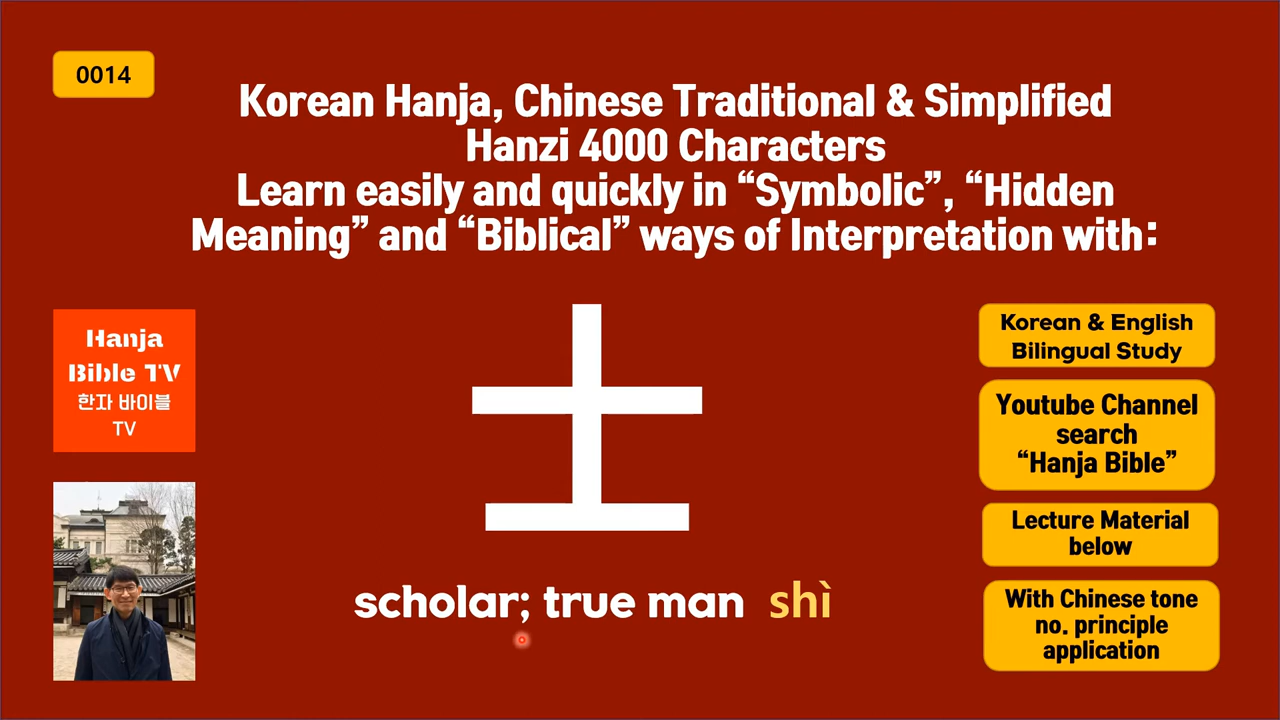 0014
Korean Hanja, Chinese Traditional & Simplified
Hanzi 4000 Characters
Learn easily and quickly in “Symbolic”, “Hidden
Meaning” and “Biblical” ways of Interpretation with:
Hanja
Bible TV
한자 바이블
TV
士
scholar; true man shì
Korean & English
Bilingual Study
Youtube Channel
search
“Hanja Bible”
Lecture Material
below
With Chinese tone
no. principle
application